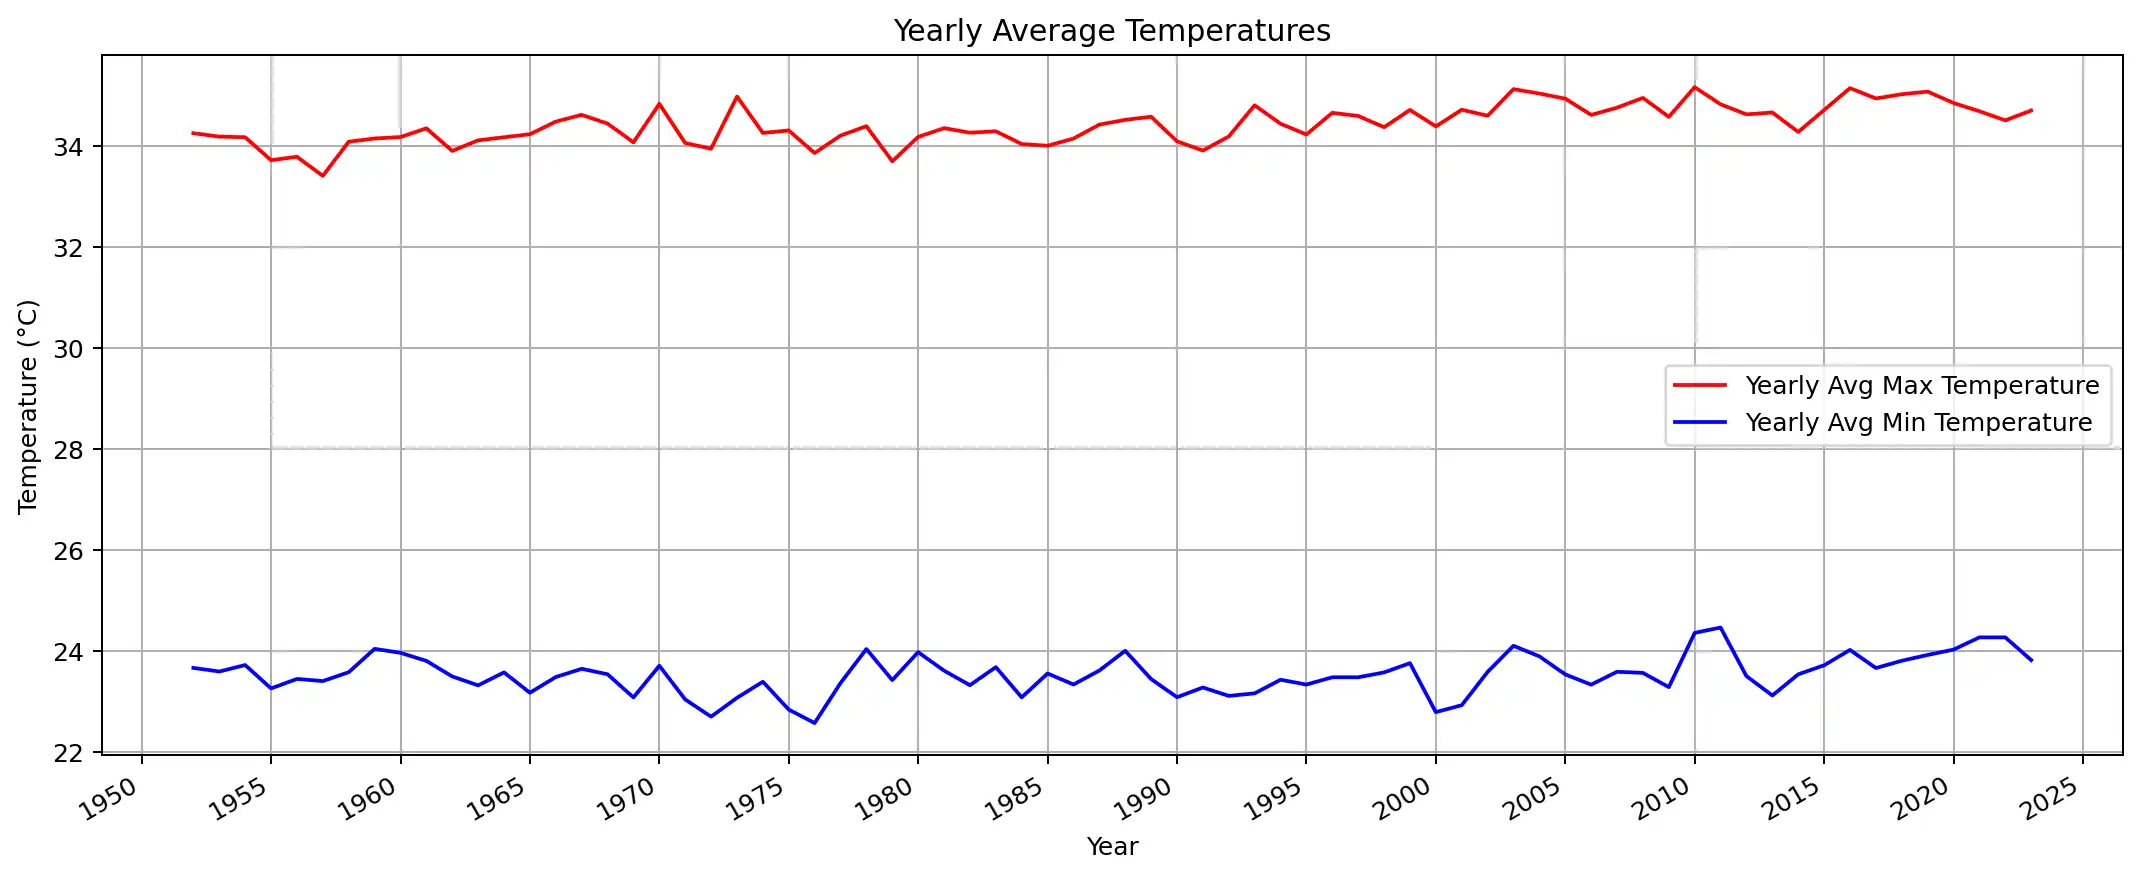 Yearly Average Temperatures
Temperature (°C)
34
32
30
28
26
24
22
Yearly Avg Max Temperature
Yearly Avg Min Temperature
1950 1955 1960 1965 1970 1975 1980 1985 1990 1995 2000 2005 2010 2015 2020 2025
Year